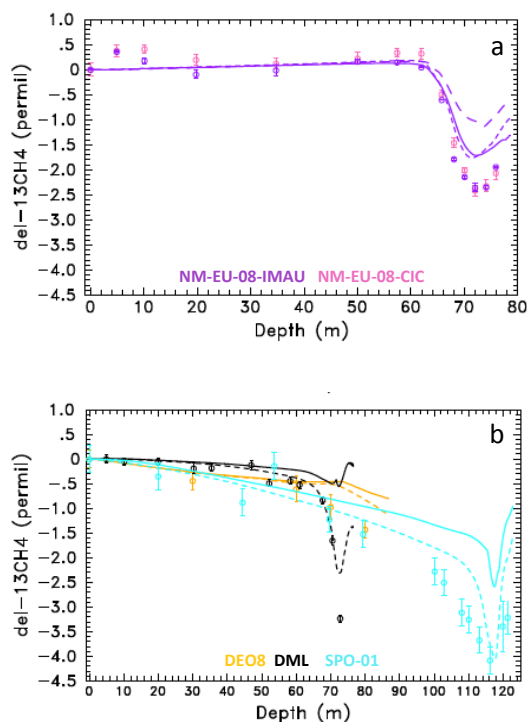 a
1.0
.5
0
-.5
-1.0
-1.5
-2.0
-2.5
-3.0
-3.5
-4.0
-4.5
del-13CH4 (permil)
NM-EU-08-IMAU NM-EU-08-CIC
0 10 20 30 40 50 60 70 80
Depth (m)
b
1.0
.5
0
-.5
-1.0
-1.5
-2.0
-2.5
-3.0
-3.5
-4.0
-4.5
del-13CH4 (permil)
DEO8 DML SPO-01
0 10 20 30 40 50 60 70 80 90 100 110 120
Depth (m)